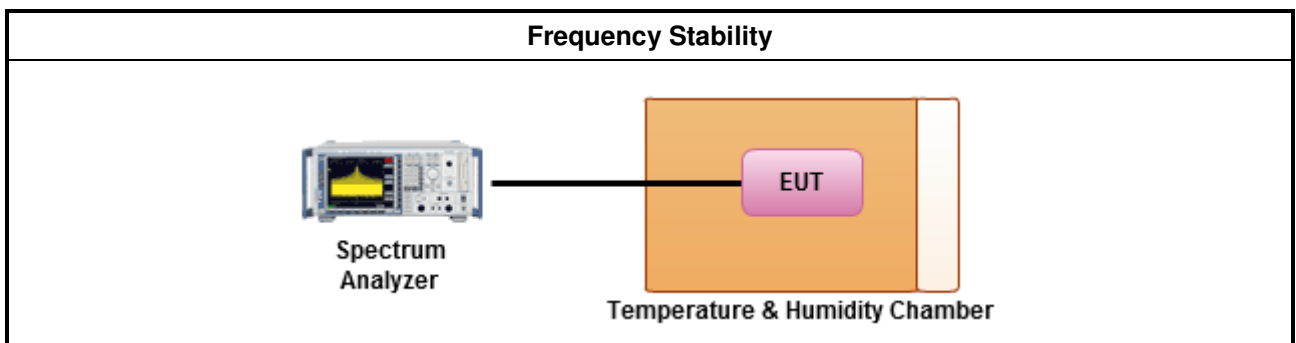 Frequency Stability
EUT
Spectrum
Analyzer
Temperature & Humidity Chamber